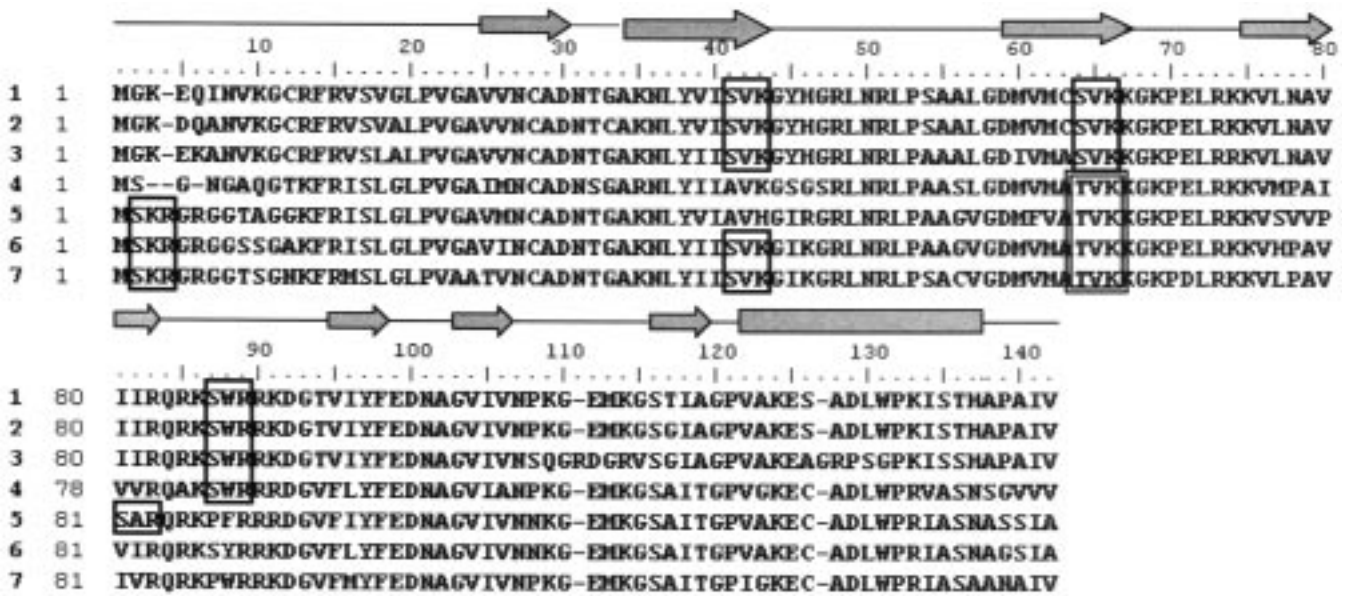 10 20 30 40 50 60 70 80
1 1 MGK-EQINVKGCRFRVSVGLPVGAVVNCADNTGAKNLYVISVKGYHGRLNRLPSAALGDMVMCSVKKGKPELRKKVLNAV
2 1 MGK-DQANVKGCRFRVSVALPVGAVVNCADNTCAKNLYVISVKGYHGRLNRLPSAALGDMVMCSVKKGKPELRKKVLNAV
3 1 MGK-EKANVKGCRFRVSLALPVGAVVNCADNTGAKNLYIISVKGYHGRLNRLPAAALGDIVMASVKKGKPELRRKVLNAV
4 1 MS--G-NGAQGTKFRISLGLPVGAIMNCADNSGARNLYIIAVKGSGSRLNRLPAASLGDMVMATVKKGKPELRKKVMPAI
5 1 MSKRGRGGTAGGKFRISLGLPVGAVMNCADNTGAKNLYVIAVHGIRGRLNRLPAAGVGDMFVATVKKGKPELRKKVSVVP
6 1 MSKRGRGGSSGAKFRISLGLPVGAVINCADNTGAKNLYIISVKGIKGRLNRLPAAGVGDMVMATVKKGKPELRKKVHPAV
7 1 MSKRGRGGTSGNKFRMSLGLPVAATVNCADNTGAKNLYIISVKGIKGRLNRLPSACVGDMVMATVKKGKPDLRKKVLPAV
90 100 110 120 130 140
1 80 IIRQRKSWRRKDGTVIYFEDNAGVIVNPKG-EMKGSTIAGPVAKES-ADLWPKISTHAPAIV
2 80 IIRQRKSWRRKDGTVIYFEDNAGVIVNPKG-EMKGSGIAGPVAKES-ADLWPKISTHAPAIV
3 80 IIRQRKSWRRKDGTVIYFEDNAGVIVNSQGRDGRVSGIAGPVAKEAGRPSGPKISSHAPAIV
4 78 VVRQAKSWRRRDGVFLYFEDNAGVIANPKG-EMKGSAITGPVGKEC-ADLWPRVASNSGVVV
5 81 SARQRKPFRRRDGVFIYFEDNAGVIVNNKG-EMKGSAITGPVAKEC-ADLWPRIASNASSIA
6 81 VIRQRKSYRRKDGVFLYFEDNAGVIVNNKG-EMKGSAITGPVAKEC-ADLWPRIASNAGSIA
7 81 IVRQRKPWRRKDGVFMYFEDNAGVIVNPKG-EMKGSAITGPIGKEC-ADLWPRIASAANAIV